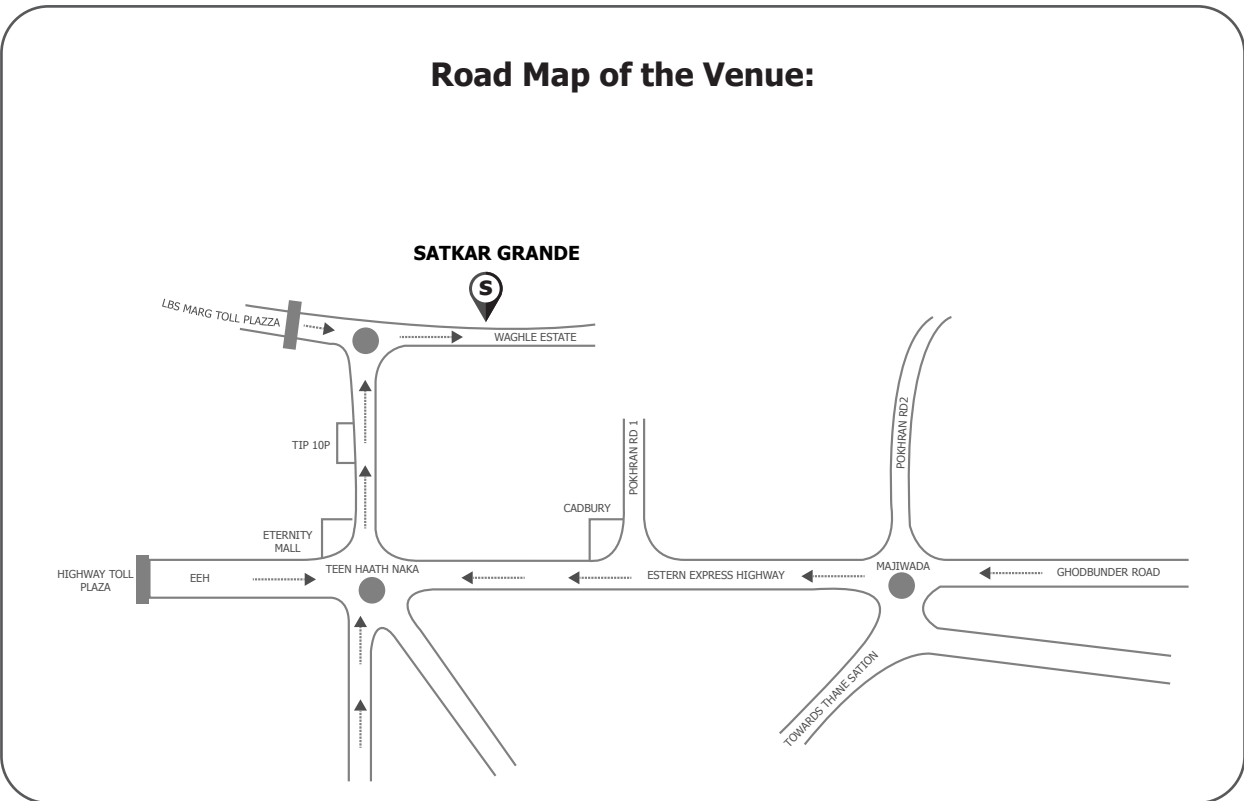 Road Map of the Venue:
SATKAR GRANDE
S
LBS MARG TOLL PLAZZA
WAGHLE ESTATE
TIP 10P
POKHRAN RD 1
POKHRAN RD2
CADBURY
ETERNITY
MALL
HIGHWAY TOLL
PLAZA
EEH
TEEN HAATH NAKA
ESTERN EXPRESS HIGHWAY
MAJIWADA
GHODBUNDER ROAD
TOWARDS THANE SATION